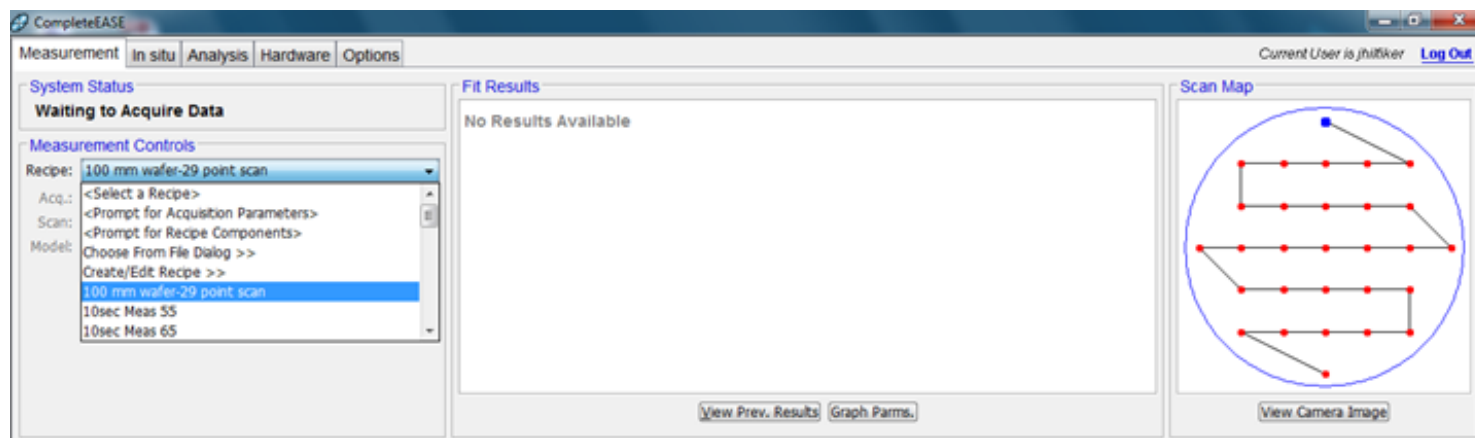 CompleteEASE
Measurement In situ Analysis Hardware Options
Current User is jhilfiker Log Out
System Status
Waiting to Acquire Data
Measurement Controls
Recipe: 100 mm wafer-29 point scan
Acq.:
Scan:
Model:
<Select a Recipe>
<Prompt for Acquisition Parameters>
<Prompt for Recipe Components>
Choose From File Dialog >>
Create/Edit Recipe >>
100 mm wafer-29 point scan
10sec Meas 55
10sec Meas 65
Fit Results
No Results Available
View Prev. Results Graph Parms.
Scan Map
View Camera Image